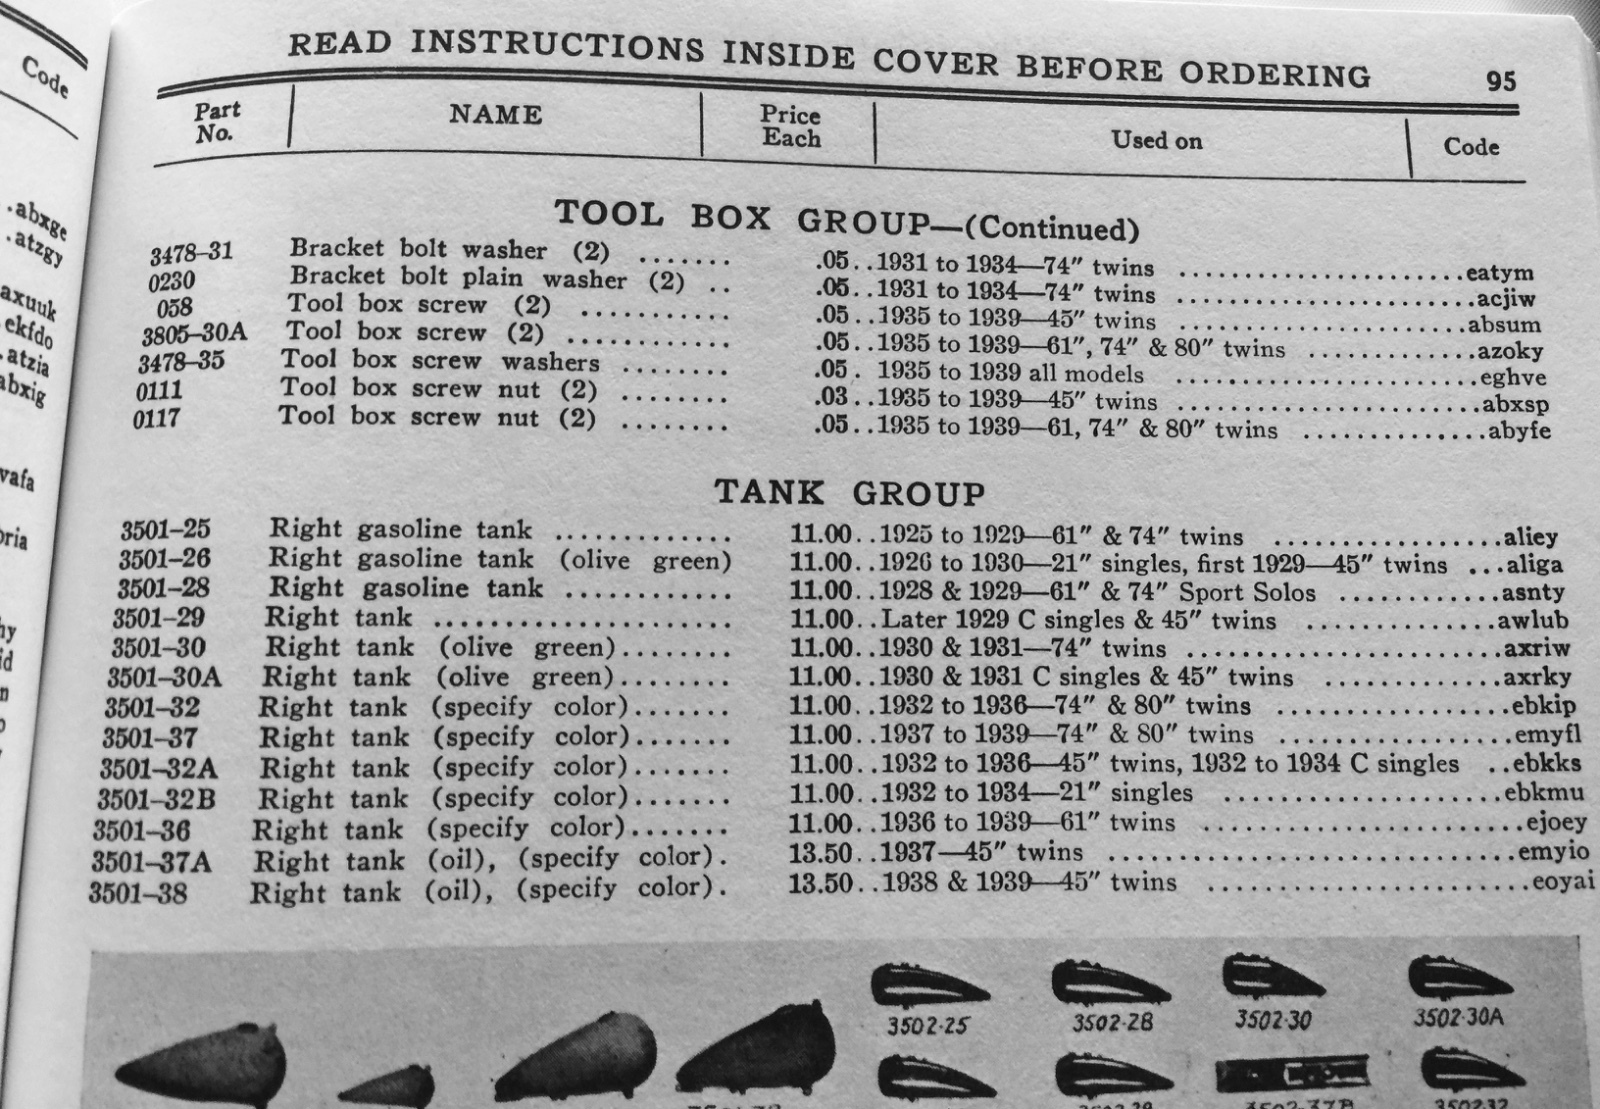 READ INSTRUCTIONS INSIDE COVER BEFORE ORDERING 95
Code
Part No. NAME Price Each Used on Code
.abxge
.atzgy
axuuk
ekfdo
.atzia
abxig
vafa
TOOL BOX GROUP—(Continued)
3478–31 Bracket bolt washer (2) ....... .05..1931 to 1934—74″ twins ......................eatym
0230 Bracket bolt plain washer (2) .. .05..1931 to 1934—74″ twins .......................acjiw
058 Tool box screw (2) ........... .05..1935 to 1939—45″ twins ......................absum
3805–30A Tool box screw (2) ............ .05..1935 to 1939—61″, 74″ & 80″ twins .............azoky
3478–35 Tool box screw washers ........ .05. 1935 to 1939 all models .......................eghve
0111 Tool box screw nut (2) ........ .03..1935 to 1939—45″ twins .......................abxsp
0117 Tool box screw nut (2) ........ .05..1935 to 1939—61, 74″ & 80″ twins ..............abyfe
TANK GROUP
3501–25 Right gasoline tank ............. 11.00..1925 to 1929—61″ & 74″ twins .................aliey
3501–26 Right gasoline tank (olive green) 11.00..1926 to 1930—21″ singles, first 1929—45″ twins ...aliga
3501–28 Right gasoline tank ............ 11.00..1928 & 1929—61″ & 74″ Sport Solos ............asnty
3501–29 Right tank ...................... 11.00..Later 1929 C singles & 45″ twins ..............awlub
3501–30 Right tank (olive green)........ 11.00..1930 & 1931—74″ twins .......................axriw
3501–30A Right tank (olive green)........ 11.00..1930 & 1931 C singles & 45″ twins .............axrky
3501–32 Right tank (specify color)....... 11.00..1932 to 1936—74″ & 80″ twins .................ebkip
3501–37 Right tank (specify color)....... 11.00..1937 to 1939—74″ & 80″ twins .................emyfl
3501–32A Right tank (specify color)....... 11.00..1932 to 1936—45″ twins, 1932 to 1934 C singles ..ebkks
3501–32B Right tank (specify color)....... 11.00..1932 to 1934—21″ singles .....................ebkmu
3501–36 Right tank (specify color)....... 11.00..1936 to 1939—61″ twins ........................ejoey
3501–37A Right tank (oil), (specify color). 13.50..1937—45″ twins ..............................emyio
3501–38 Right tank (oil), (specify color). 13.50..1938 & 1939—45″ twins ........................eoyai
3502·25 3502·28 3502·30 3502·30A
3502·37B 3502·32